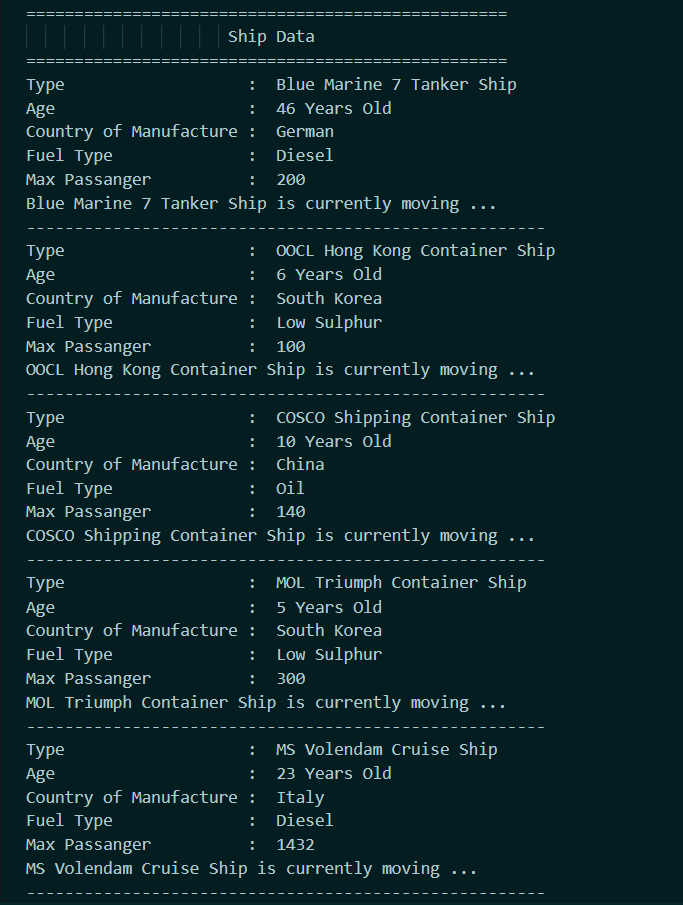 ==================================================
Ship Data
==================================================
Type                   :  Blue Marine 7 Tanker Ship
Age                    :  46 Years Old
Country of Manufacture :  German
Fuel Type              :  Diesel
Max Passanger          :  200
Blue Marine 7 Tanker Ship is currently moving ...
------------------------------------------------------
Type                   :  OOCL Hong Kong Container Ship
Age                    :  6 Years Old
Country of Manufacture :  South Korea
Fuel Type              :  Low Sulphur
Max Passanger          :  100
OOCL Hong Kong Container Ship is currently moving ...
------------------------------------------------------
Type                   :  COSCO Shipping Container Ship
Age                    :  10 Years Old
Country of Manufacture :  China
Fuel Type              :  Oil
Max Passanger          :  140
COSCO Shipping Container Ship is currently moving ...
------------------------------------------------------
Type                   :  MOL Triumph Container Ship
Age                    :  5 Years Old
Country of Manufacture :  South Korea
Fuel Type              :  Low Sulphur
Max Passanger          :  300
MOL Triumph Container Ship is currently moving ...
------------------------------------------------------
Type                   :  MS Volendam Cruise Ship
Age                    :  23 Years Old
Country of Manufacture :  Italy
Fuel Type              :  Diesel
Max Passanger          :  1432
MS Volendam Cruise Ship is currently moving ...
------------------------------------------------------